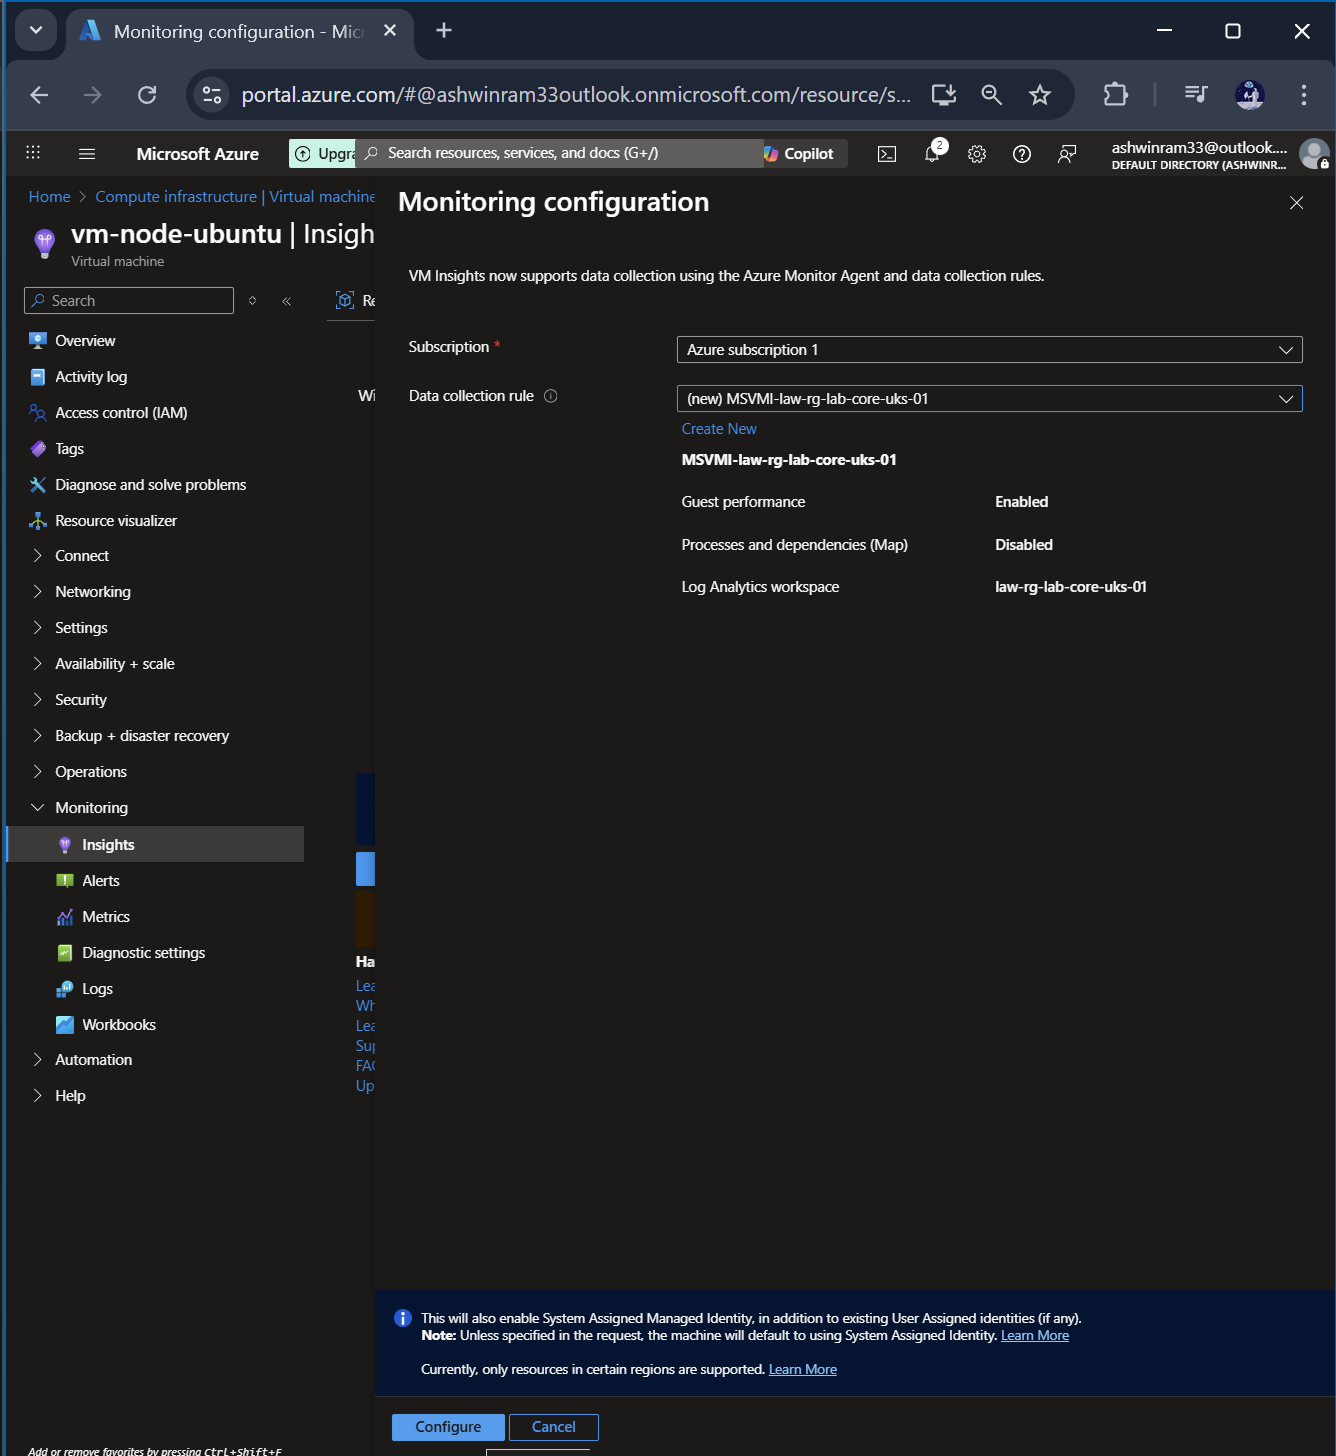 Monitoring configuration - Mic
portal.azure.com/#@ashwinram33outlook.onmicrosoft.com/resource/s...
Microsoft Azure
Upgra
Search resources, services, and docs (G+/)
Copilot
2
ashwinram33@outlook....
DEFAULT DIRECTORY (ASHWINR...
Home > Compute infrastructure | Virtual machine
vm-node-ubuntu | Insigh
Virtual machine
Search
Overview
Activity log
Access control (IAM)
Tags
Diagnose and solve problems
Resource visualizer
Connect
Networking
Settings
Availability + scale
Security
Backup + disaster recovery
Operations
Monitoring
Insights
Alerts
Metrics
Diagnostic settings
Logs
Workbooks
Automation
Help
Add or remove favorites by pressing Ctrl+Shift+F
Re
Wi
Ha
Lea
Wh
Lea
Sup
FAQ
Up
Monitoring configuration
VM Insights now supports data collection using the Azure Monitor Agent and data collection rules.
Subscription *
Azure subscription 1
Data collection rule
(new) MSVMI-law-rg-lab-core-uks-01
Create New
MSVMI-law-rg-lab-core-uks-01
Guest performance Enabled
Processes and dependencies (Map) Disabled
Log Analytics workspace law-rg-lab-core-uks-01
This will also enable System Assigned Managed Identity, in addition to existing User Assigned identities (if any).
Note: Unless specified in the request, the machine will default to using System Assigned Identity. Learn More
Currently, only resources in certain regions are supported. Learn More
Configure
Cancel